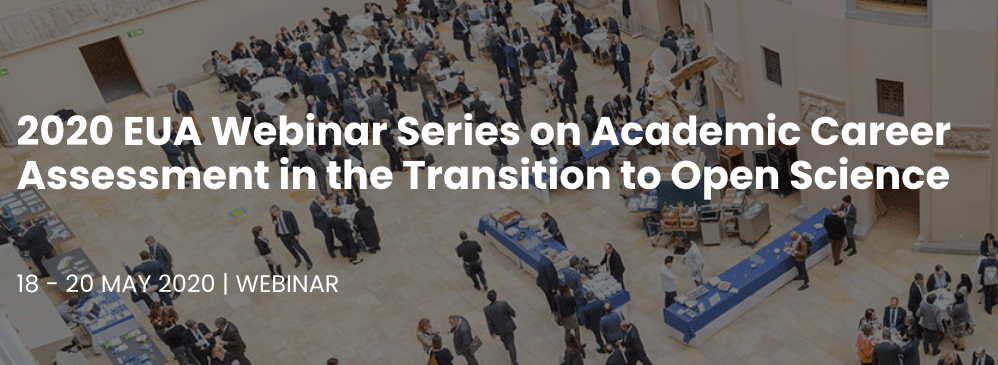 2020 EUA Webinar Series on Academic Career
Assessment in the Transition to Open Science
18 - 20 MAY 2020 | WEBINAR